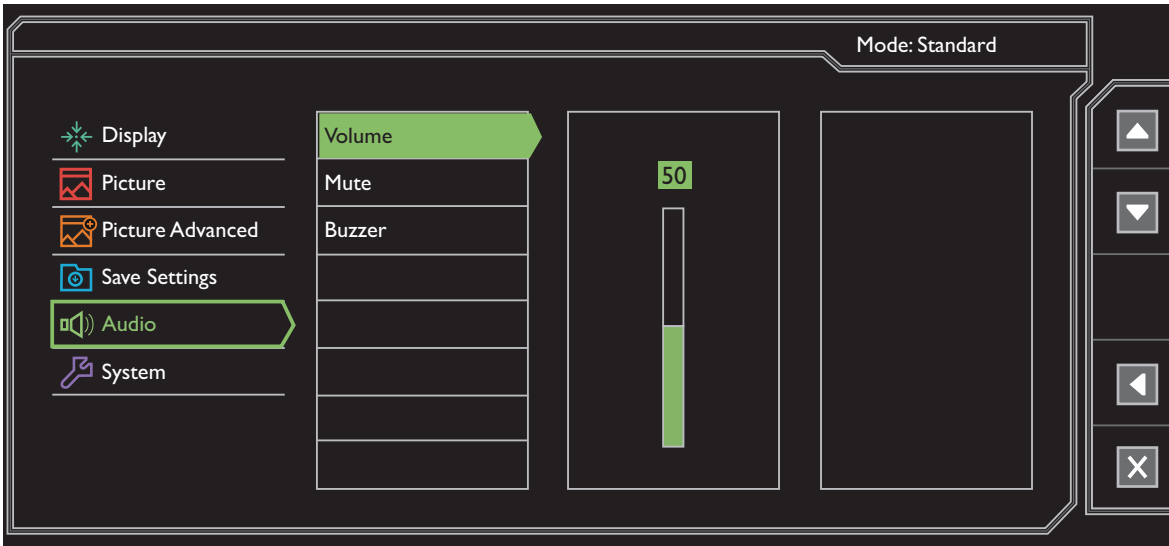 Mode: Standard
Display
Picture
Picture Advanced
Save Settings
Audio
System
Volume
Mute
Buzzer
50